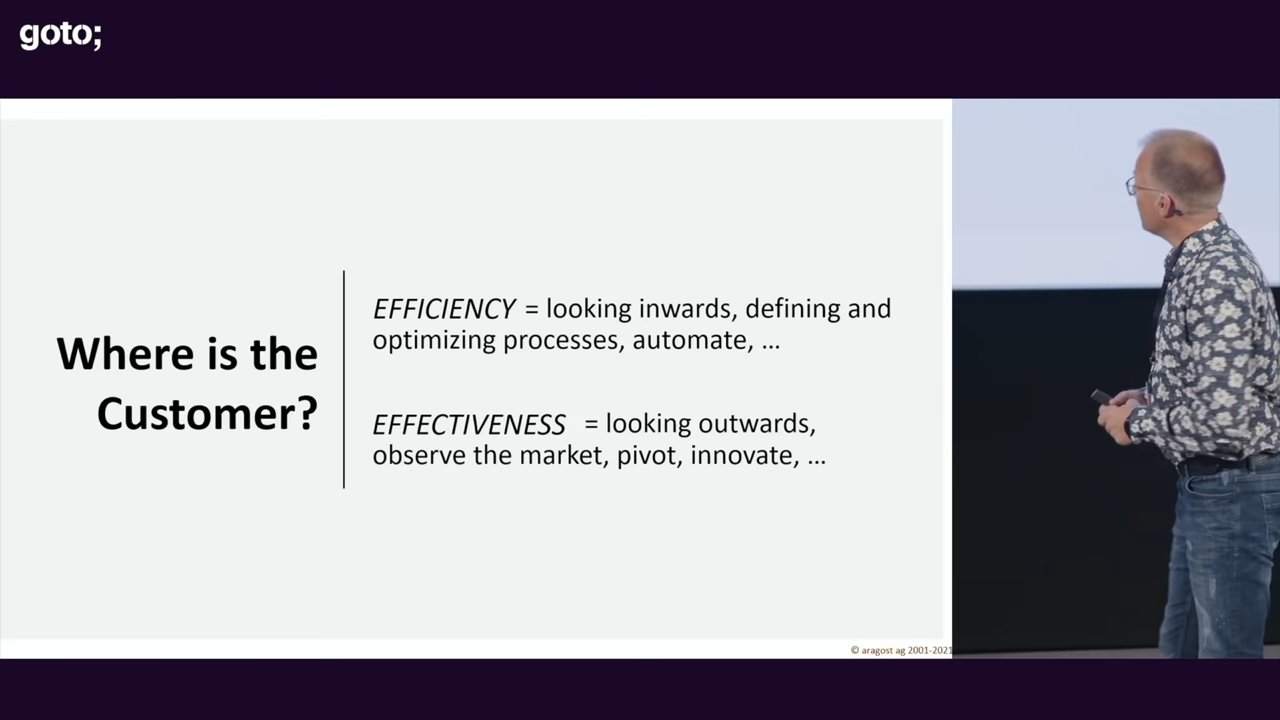 goto;
Where is the
Customer?
EFFICIENCY = looking inwards, defining and
optimizing processes, automate, ...
EFFECTIVENESS = looking outwards,
observe the market, pivot, innovate, ...
© aragost ag 2001-2021